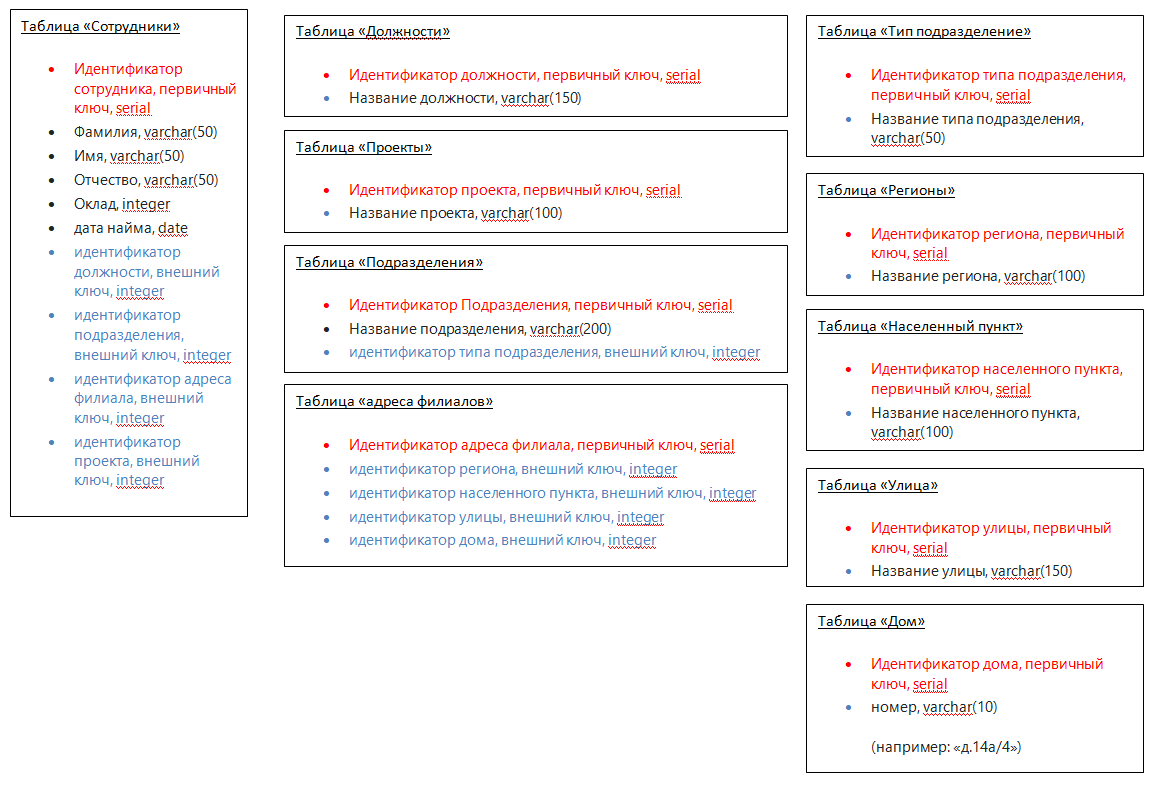 Таблица «Сотрудники»
Идентификатор
сотрудника, первичный
ключ, serial
Фамилия, varchar(50)
Имя, varchar(50)
Отчество, varchar(50)
Оклад, integer
дата найма, date
идентификатор
должности, внешний
ключ, integer
идентификатор
подразделения,
внешний ключ, integer
идентификатор адреса
филиала, внешний
ключ, integer
идентификатор
проекта, внешний
ключ, integer
Таблица «Должности»
Идентификатор должности, первичный ключ, serial
Название должности, varchar(150)
Таблица «Проекты»
Идентификатор проекта, первичный ключ, serial
Название проекта, varchar(100)
Таблица «Подразделения»
Идентификатор Подразделения, первичный ключ, serial
Название подразделения, varchar(200)
идентификатор типа подразделения, внешний ключ, integer
Таблица «адреса филиалов»
Идентификатор адреса филиала, первичный ключ, serial
идентификатор региона, внешний ключ, integer
идентификатор населенного пункта, внешний ключ, integer
идентификатор улицы, внешний ключ, integer
идентификатор дома, внешний ключ, integer
Таблица «Тип подразделение»
Идентификатор типа подразделения,
первичный ключ, serial
Название типа подразделения,
varchar(50)
Таблица «Регионы»
Идентификатор региона, первичный
ключ, serial
Название региона, varchar(100)
Таблица «Населенный пункт»
Идентификатор населенного пункта,
первичный ключ, serial
Название населенного пункта,
varchar(100)
Таблица «Улица»
Идентификатор улицы, первичный
ключ, serial
Название улицы, varchar(150)
Таблица «Дом»
Идентификатор дома, первичный
ключ, serial
номер, varchar(10)
(например: «д.14а/4»)